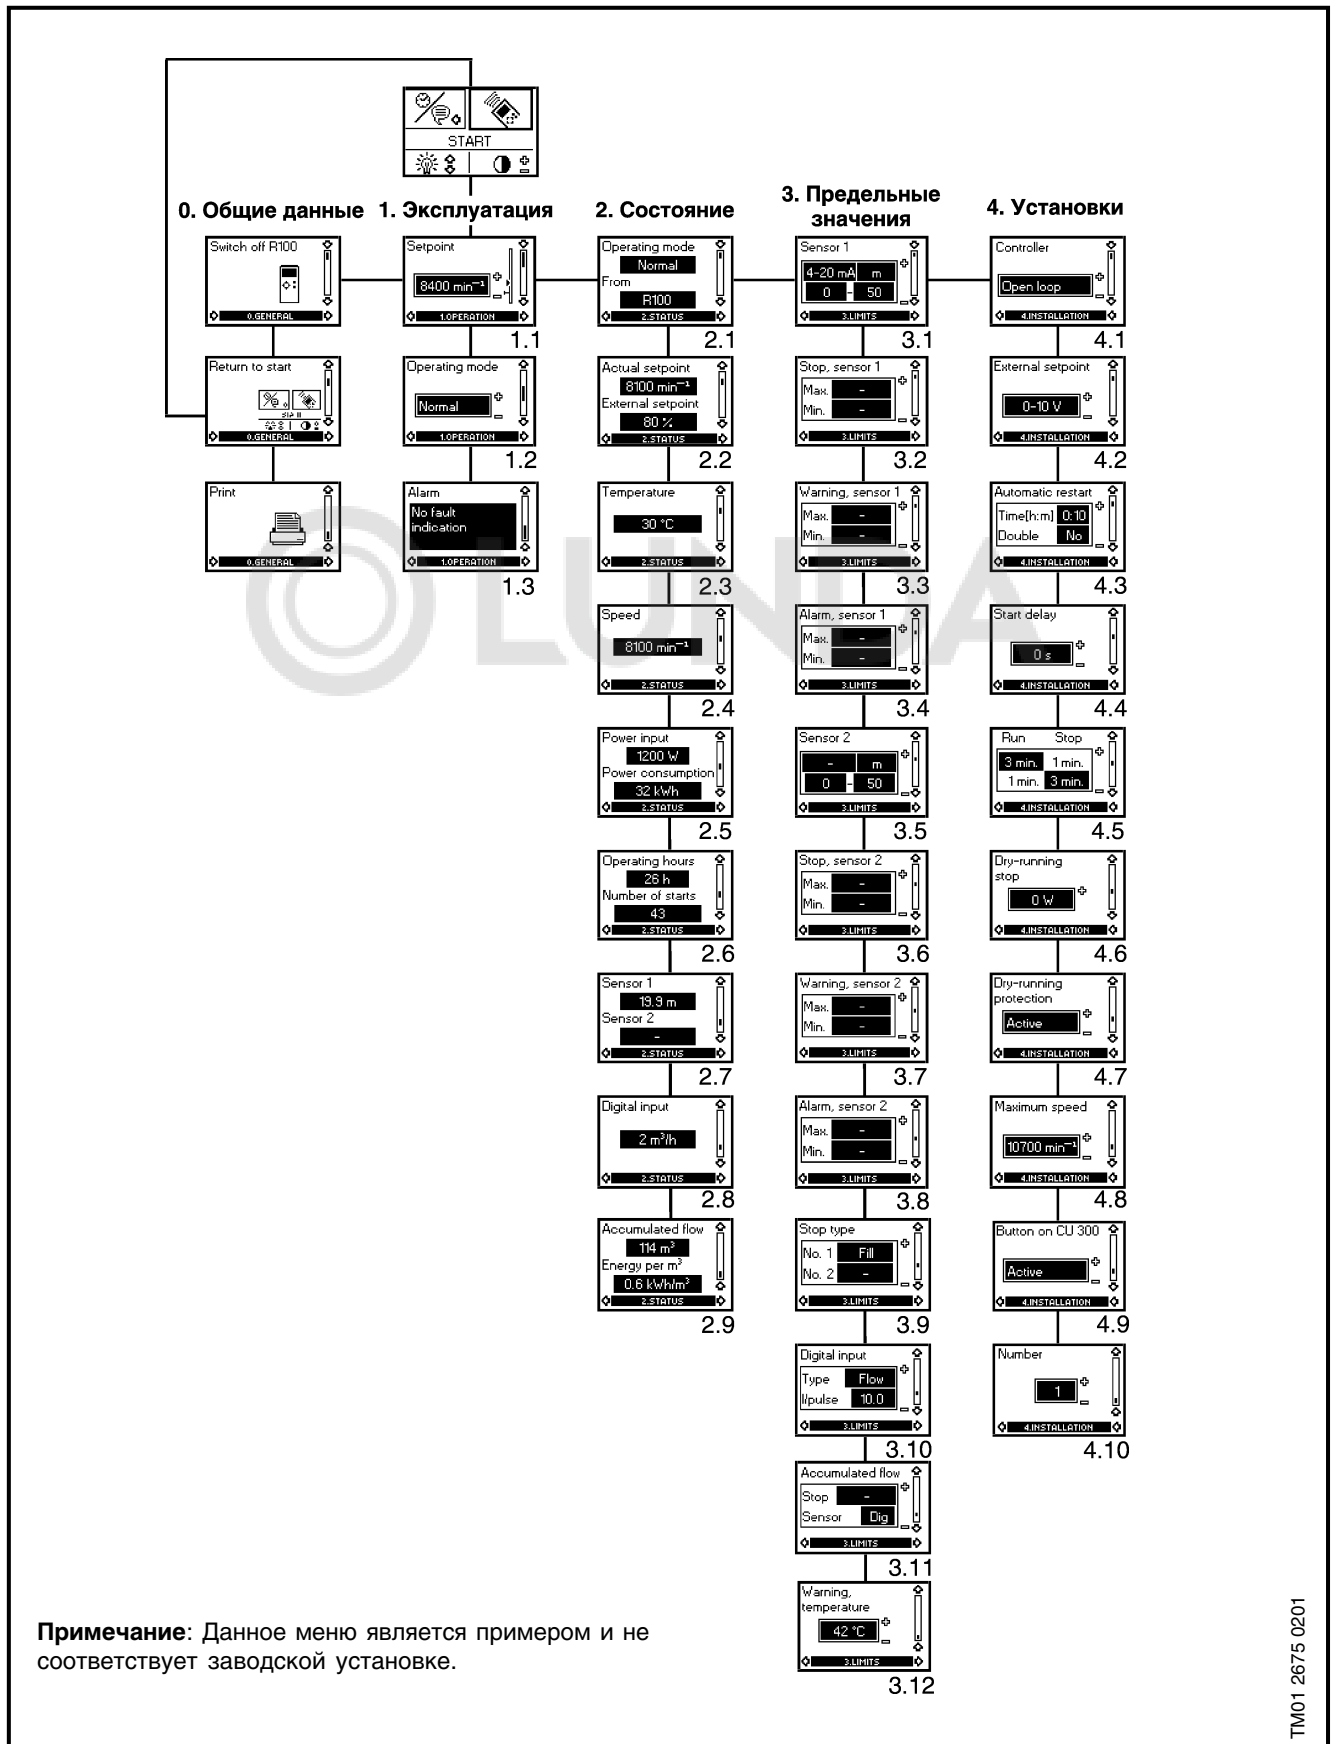 START
0. Общие данные
1. Эксплуатация
2. Состояние
3. Предельные
значения
4. Установки
Switch off R100
0.GENERAL
Return to start
START
0.GENERAL
Print
0.GENERAL
Setpoint
8400 min⁻¹
1.OPERATION
1.1
Operating mode
Normal
1.OPERATION
1.2
Alarm
No fault
indication
1.OPERATION
1.3
Operating mode
Normal
From
R100
2.STATUS
2.1
Actual setpoint
8100 min⁻¹
External setpoint
80 %
2.STATUS
2.2
Temperature
30 °C
2.STATUS
2.3
Speed
8100 min⁻¹
2.STATUS
2.4
Power input
1200 W
Power consumption
32 kWh
2.STATUS
2.5
Operating hours
26 h
Number of starts
43
2.STATUS
2.6
Sensor 1
19.9 m
Sensor 2
-
2.STATUS
2.7
Digital input
2 m³/h
2.STATUS
2.8
Accumulated flow
114 m³
Energy per m³
0.6 kWh/m³
2.STATUS
2.9
Sensor 1
4-20 mA m
0 - 50
3.LIMITS
3.1
Stop, sensor 1
Max. -
Min. -
3.LIMITS
3.2
Warning, sensor 1
Max. -
Min. -
3.LIMITS
3.3
Alarm, sensor 1
Max. -
Min. -
3.LIMITS
3.4
Sensor 2
- m
0 - 50
3.LIMITS
3.5
Stop, sensor 2
Max. -
Min. -
3.LIMITS
3.6
Warning, sensor 2
Max. -
Min. -
3.LIMITS
3.7
Alarm, sensor 2
Max. -
Min. -
3.LIMITS
3.8
Stop type
No. 1 Fill
No. 2 -
3.LIMITS
3.9
Digital input
Type Flow
l/pulse 10.0
3.LIMITS
3.10
Accumulated flow
Stop -
Sensor Dig
3.LIMITS
3.11
Warning,
temperature
42 °C
3.LIMITS
3.12
Controller
Open loop
4.INSTALLATION
4.1
External setpoint
0-10 V
4.INSTALLATION
4.2
Automatic restart
Time[h:m] 0:10
Double No
4.INSTALLATION
4.3
Start delay
0 s
4.INSTALLATION
4.4
Run Stop
3 min. 1 min.
1 min. 3 min.
4.INSTALLATION
4.5
Dry-running
stop
0 W
4.INSTALLATION
4.6
Dry-running
protection
Active
4.INSTALLATION
4.7
Maximum speed
10700 min⁻¹
4.INSTALLATION
4.8
Button on CU 300
Active
4.INSTALLATION
4.9
Number
1
4.INSTALLATION
4.10
LUNDA
Примечание: Данное меню является примером и не
соответствует заводской установке.
TM01 2675 0201